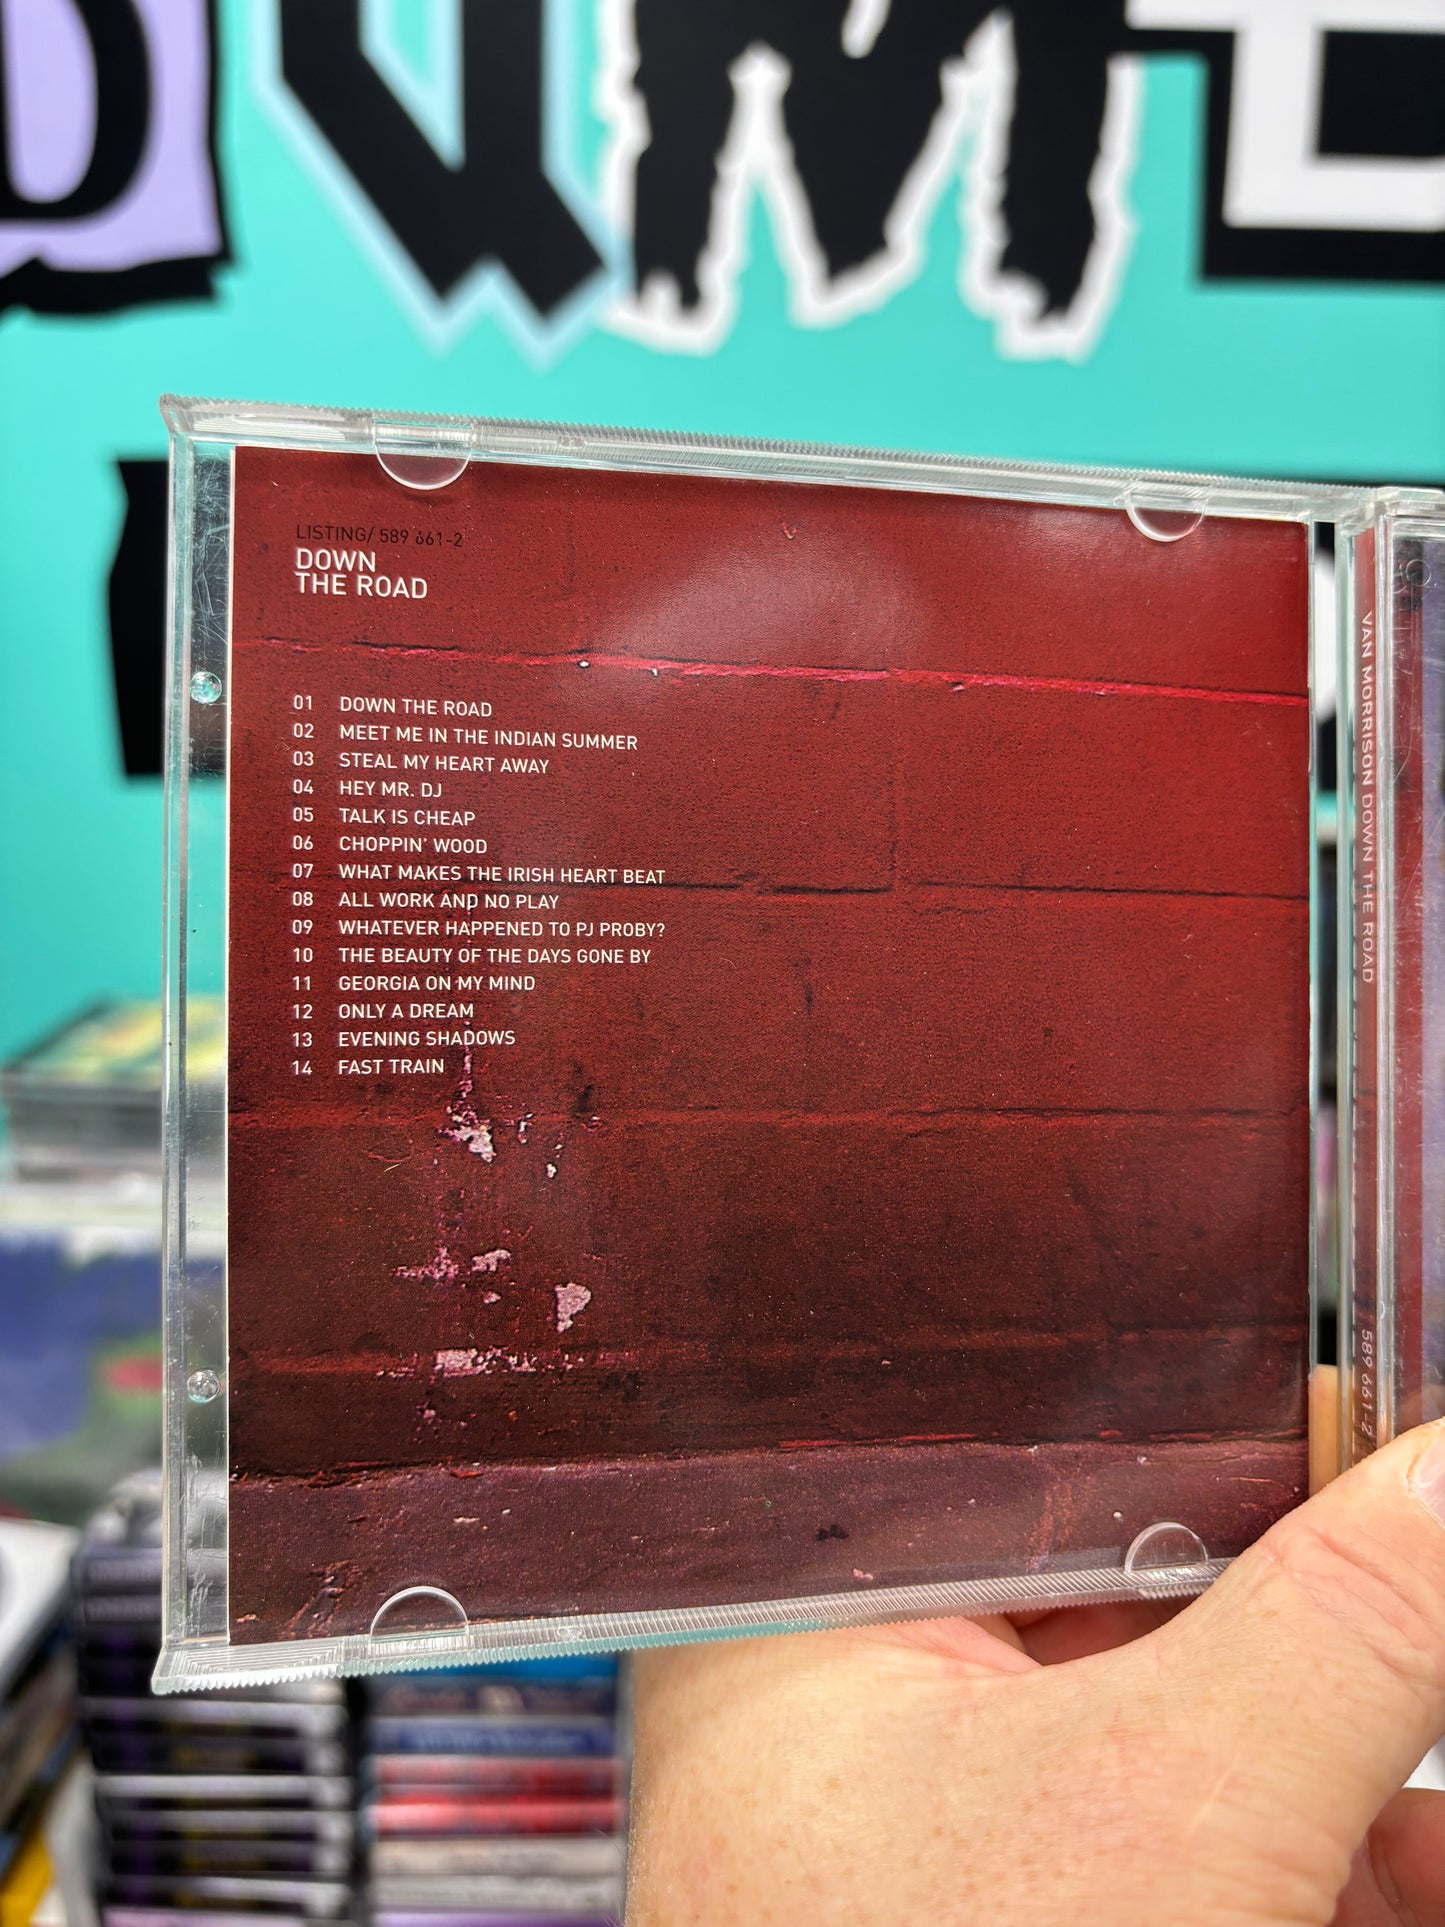 LISTING/ 589 661-2
DOWN
THE ROAD
01 DOWN THE ROAD
02 MEET ME IN THE INDIAN SUMMER
03 STEAL MY HEART AWAY
04 HEY MR. DJ
05 TALK IS CHEAP
06 CHOPPIN' WOOD
07 WHAT MAKES THE IRISH HEART BEAT
08 ALL WORK AND NO PLAY
09 WHATEVER HAPPENED TO PJ PROBY?
10 THE BEAUTY OF THE DAYS GONE BY
11 GEORGIA ON MY MIND
12 ONLY A DREAM
13 EVENING SHADOWS
14 FAST TRAIN
VAN MORRISON DOWN THE ROAD
589 661-2